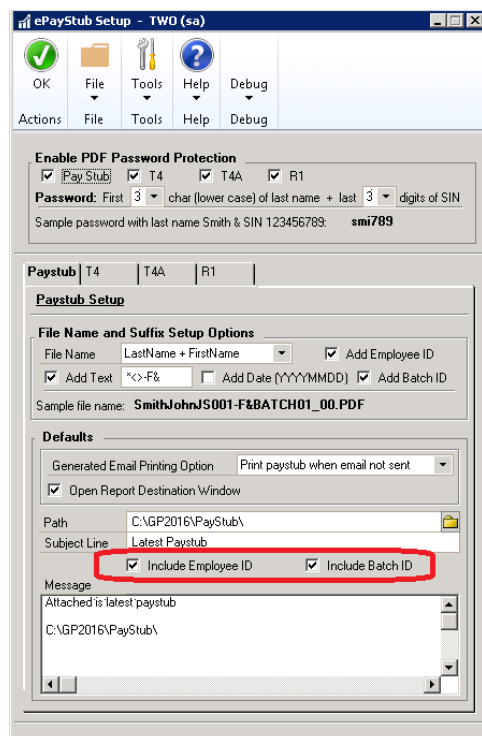 ePayStub Setup - TWO (sa)
OK File Tools Help Debug
Actions File Tools Help Debug
Enable PDF Password Protection
Pay Stub T4 T4A R1
Password: First 3 char (lower case) of last name + last 3 digits of SIN
Sample password with last name Smith & SIN 123456789: smi789
Paystub T4 T4A R1
Paystub Setup
File Name and Suffix Setup Options
File Name LastName + FirstName Add Employee ID
Add Text *<>-F& Add Date (YYYYMMDD) Add Batch ID
Sample file name: SmithJohnJS001-F&BATCH01_00.PDF
Defaults
Generated Email Printing Option Print paystub when email not sent
Open Report Destination Window
Path C:\GP2016\PayStub\
Subject Line Latest Paystub
Include Employee ID Include Batch ID
Message
Attached is latest paystub
C:\GP2016\PayStub\